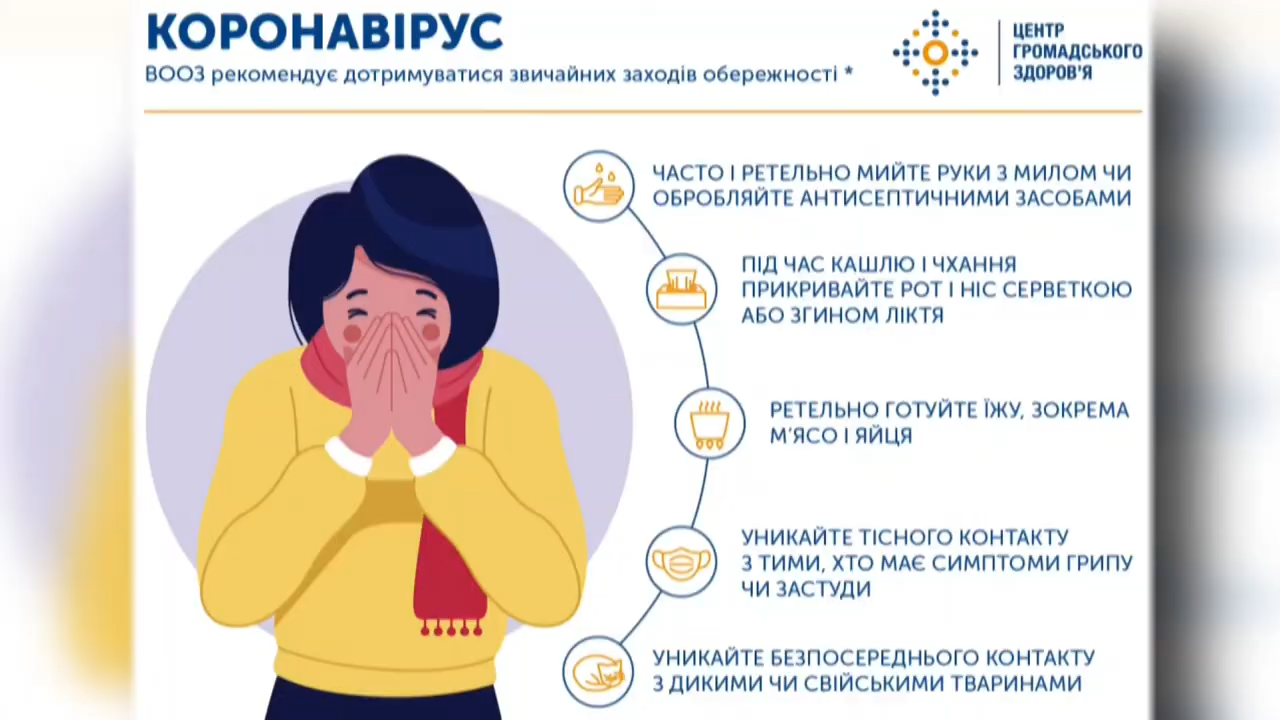 КОРОНАВІРУС
ВООЗ рекомендує дотримуватися звичайних заходів обережності *
ЦЕНТР
ГРОМАДСЬКОГО
ЗДОРОВ'Я
ЧАСТО І РЕТЕЛЬНО МИЙТЕ РУКИ З МИЛОМ ЧИ
ОБРОБЛЯЙТЕ АНТИСЕПТИЧНИМИ ЗАСОБАМИ
ПІД ЧАС КАШЛЮ І ЧХАННЯ
ПРИКРИВАЙТЕ РОТ І НІС СЕРВЕТКОЮ
АБО ЗГИНОМ ЛІКТЯ
РЕТЕЛЬНО ГОТУЙТЕ ЇЖУ, ЗОКРЕМА
М'ЯСО І ЯЙЦЯ
УНИКАЙТЕ ТІСНОГО КОНТАКТУ
З ТИМИ, ХТО МАЄ СИМПТОМИ ГРИПУ
ЧИ ЗАСТУДИ
УНИКАЙТЕ БЕЗПОСЕРЕДНЬОГО КОНТАКТУ
З ДИКИМИ ЧИ СВІЙСЬКИМИ ТВАРИНАМИ